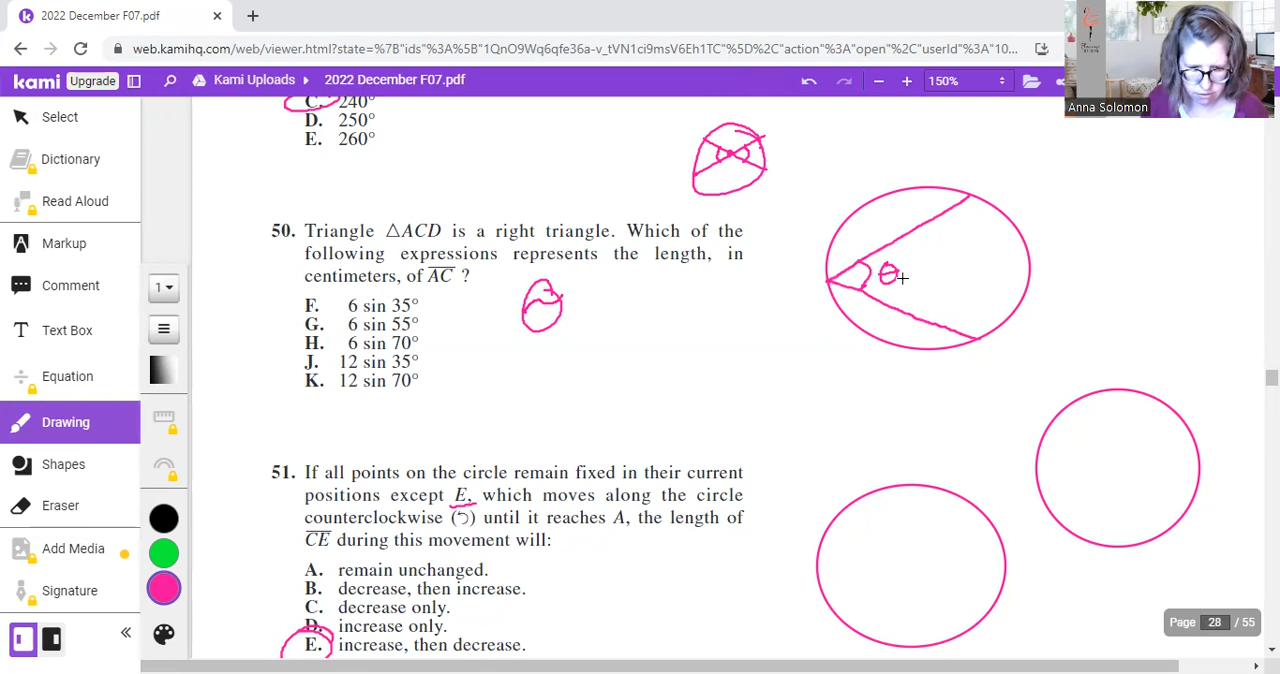 2022 December F07.pdf
web.kamihq.com/web/viewer.html?state=%7B"ids"%3A%5B"1QnO9Wq6qfe36a-v_tVN1ci9msV6Eh1TC"%5D%2C"action"%3A"open"%2C"userId"%3A"10...
kami Upgrade Kami Uploads 2022 December F07.pdf 150%
Anna Solomon
Select
Dictionary
Read Aloud
Markup
Comment
Text Box
Equation
Drawing
Shapes
Eraser
Add Media
Signature
1
C. 240°
D. 250°
E. 260°
50. Triangle △ACD is a right triangle. Which of the
following expressions represents the length, in
centimeters, of AC ?
F. 6 sin 35°
G. 6 sin 55°
H. 6 sin 70°
J. 12 sin 35°
K. 12 sin 70°
θ
51. If all points on the circle remain fixed in their current
positions except E, which moves along the circle
counterclockwise (↶) until it reaches A, the length of
CE during this movement will:
A. remain unchanged.
B. decrease, then increase.
C. decrease only.
D. increase only.
E. increase, then decrease.
Page 28 / 55